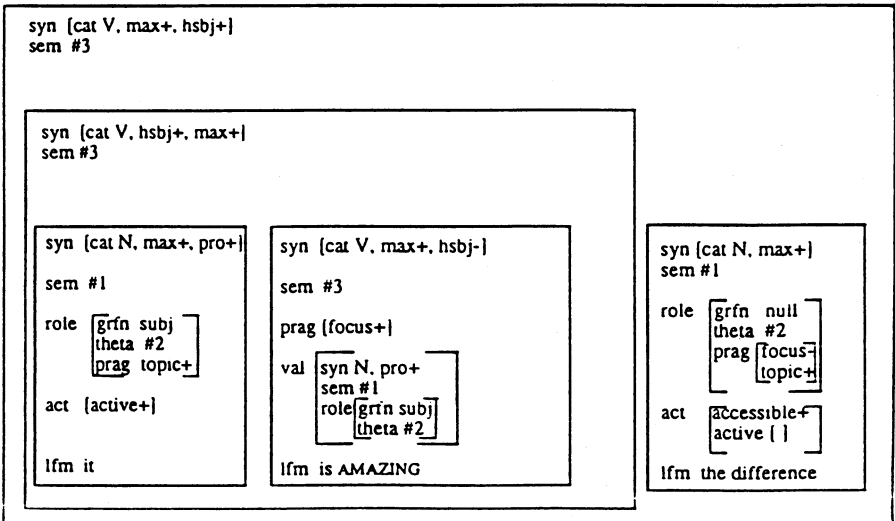 syn [cat V, max+, hsbj+]
sem #3
syn [cat V, hsbj+, max+]
sem #3
syn [cat N, max+, pro+]
sem #1
role [grfn subj
theta #2
prag topic+]
act [active+]
lfm it
syn [cat V, max+, hsbj-]
sem #3
prag [focus+]
val [syn N, pro+
sem #1
role [grfn subj
theta #2]]
lfm is AMAZING
syn [cat N, max+]
sem #1
role [grfn null
theta #2
prag [focus-
topic+]]
act [accessible+
active [ ]]
lfm the difference